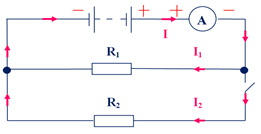 − + + A −
I
R1 I1
R2 I2